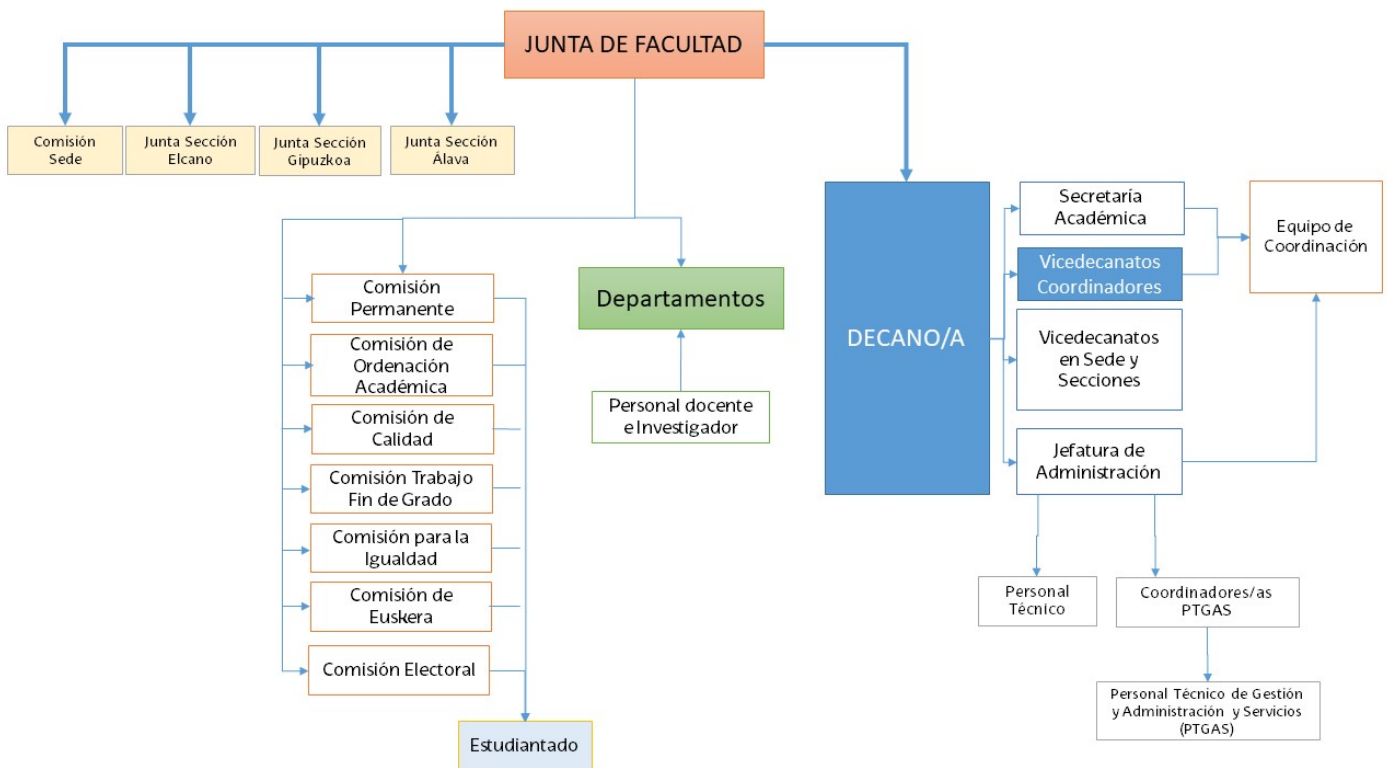 JUNTA DE FACULTAD
Comisión
Sede
Junta Sección
Elcano
Junta Sección
Gipuzkoa
Junta Sección
Álava
Comisión
Permanente
Comisión de
Ordenación
Académica
Comisión de
Calidad
Comisión Trabajo
Fin de Grado
Comisión para la
Igualdad
Comisión de
Euskera
Comisión Electoral
Estudiantado
Departamentos
Personal docente
e Investigador
DECANO/A
Secretaría
Académica
Vicedecanatos
Coordinadores
Vicedecanatos
en Sede y
Secciones
Jefatura de
Administración
Equipo de
Coordinación
Personal
Técnico
Coordinadores/as
PTGAS
Personal Técnico de Gestión
y Administración y Servicios
(PTGAS)